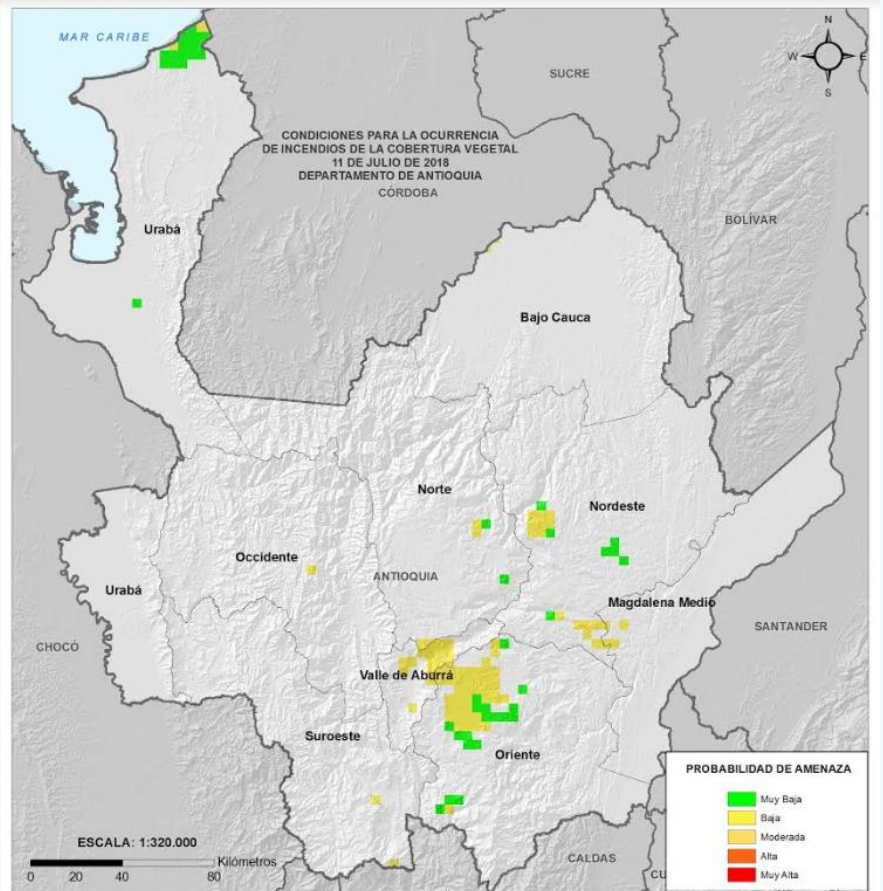 MAR CARIBE
N
W
E
S
SUCRE
CONDICIONES PARA LA OCURRENCIA
DE INCENDIOS DE LA COBERTURA VEGETAL
11 DE JULIO DE 2018
DEPARTAMENTO DE ANTIOQUIA
CÓRDOBA
BOLÍVAR
Urabá
Bajo Cauca
Norte
Nordeste
Occidente
ANTIOQUIA
Urabá
Magdalena Medio
SANTANDER
CHOCÓ
Valle de Aburrá
Suroeste
Oriente
PROBABILIDAD DE AMENAZA
Muy Baja
Baja
Moderada
Alta
Muy Alta
ESCALA: 1:320.000
Kilómetros
0 20 40 80
CALDAS
CU